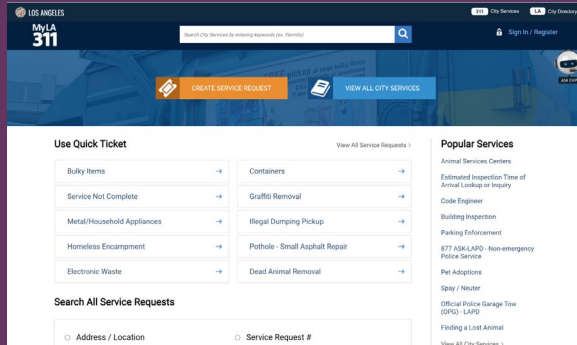 LOS ANGELES
311 City Services
LA City Directory
MyLA
311
Search City Services by entering keywords (ex. Permits)
Sign In / Register
CREATE SERVICE REQUEST
VIEW ALL CITY SERVICES
Use Quick Ticket
View All Service Requests >
Bulky Items →
Containers →
Service Not Complete →
Graffiti Removal →
Metal/Household Appliances →
Illegal Dumping Pickup →
Homeless Encampment →
Pothole - Small Asphalt Repair →
Electronic Waste →
Dead Animal Removal →
Search All Service Requests
Address / Location
Service Request #
Popular Services
Animal Services Centers
Estimated Inspection Time of
Arrival Lookup or Inquiry
Code Engineer
Building Inspection
Parking Enforcement
877 ASK-LAPD - Non-emergency
Police Service
Pet Adoptions
Spay / Neuter
Official Police Garage Tow
(OPG) - LAPD
Finding a Lost Animal
View All City Services >